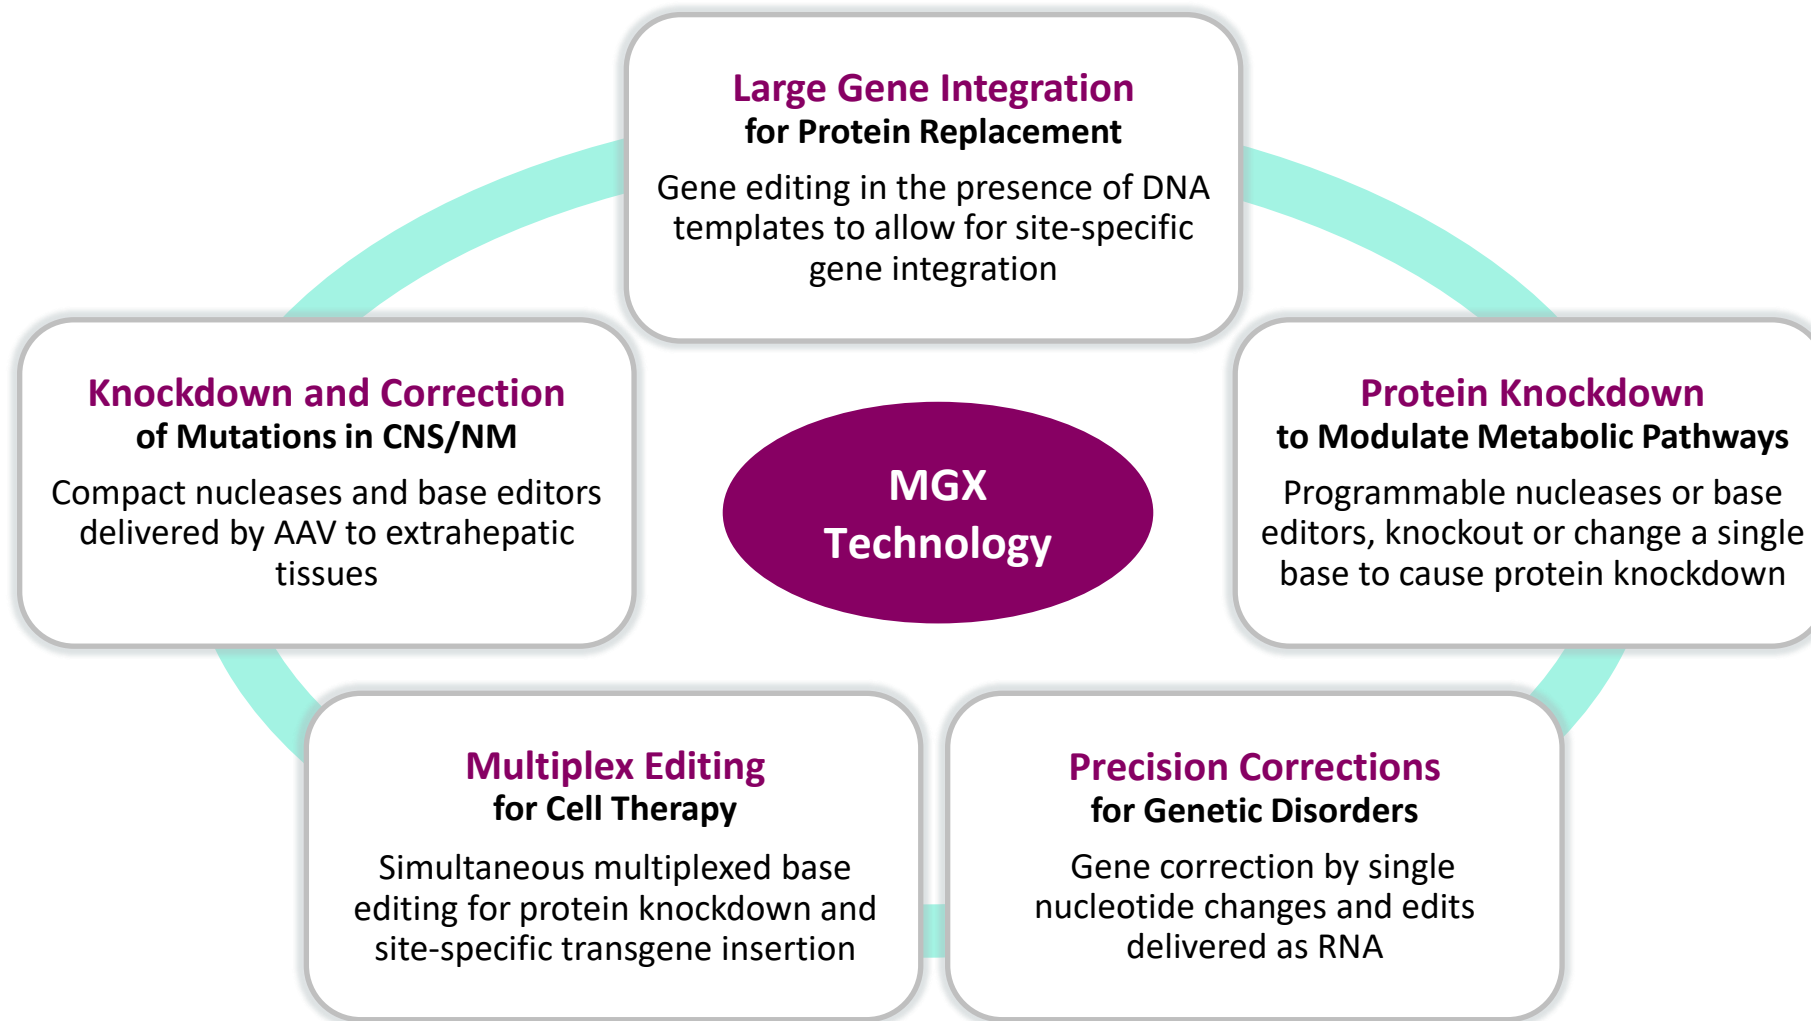 Large Gene Integration
for Protein Replacement
Gene editing in the presence of DNA
templates to allow for site-specific
gene integration
Knockdown and Correction
of Mutations in CNS/NM
Compact nucleases and base editors
delivered by AAV to extrahepatic
tissues
MGX
Technology
Protein Knockdown
to Modulate Metabolic Pathways
Programmable nucleases or base
editors, knockout or change a single
base to cause protein knockdown
Multiplex Editing
for Cell Therapy
Simultaneous multiplexed base
editing for protein knockdown and
site-specific transgene insertion
Precision Corrections
for Genetic Disorders
Gene correction by single
nucleotide changes and edits
delivered as RNA